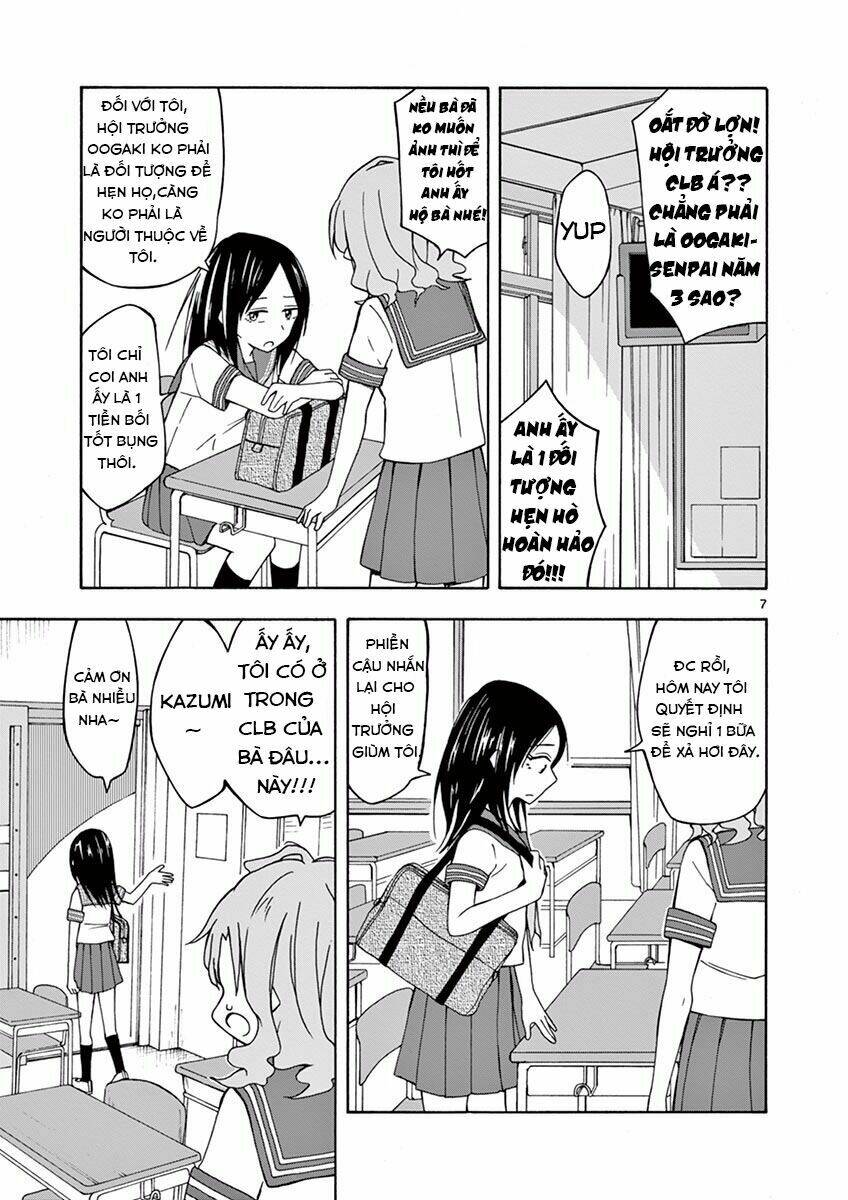 OẮT ĐỜ LỢN!
HỘI TRƯỞNG
CLB Á??
CHẲNG PHẢI
LÀ OOGAKI-
SENPAI NĂM
3 SAO?
YUP
ANH ẤY
LÀ 1 ĐỐI
TƯỢNG
HẸN HÒ
HOÀN HẢO
ĐÓ!!!
NẾU BÀ ĐÃ
KO MUỐN
ẢNH THÌ ĐỂ
TÔI HỐT
ANH ẤY
HỘ BÀ NHÉ!
ĐỐI VỚI TÔI,
HỘI TRƯỞNG
OOGAKI KO PHẢI
LÀ ĐỐI TƯỢNG ĐỂ
HẸN HỌ,CÀNG
KO PHẢI LÀ
NGƯỜI THUỘC VỀ
TÔI.
TÔI CHỈ
COI ANH
ẤY LÀ 1
TIỀN BỐI
TỐT BỤNG
THÔI.
7
ĐC RỒI,
HÔM NAY TÔI
QUYẾT ĐỊNH
SẼ NGHỈ 1 BỮA
ĐỂ XẢ HƠI ĐÂY.
PHIỀN
CẬU NHẮN
LẠI CHO
HỘI
TRƯỞNG
GIÙM TÔI.
ẤY ẤY,
TÔI CÓ Ở
TRONG
CLB CỦA
BÀ ĐÂU...
NÀY!!!
KAZUMI
~
CẢM ƠN
BÀ NHIỀU
NHA~